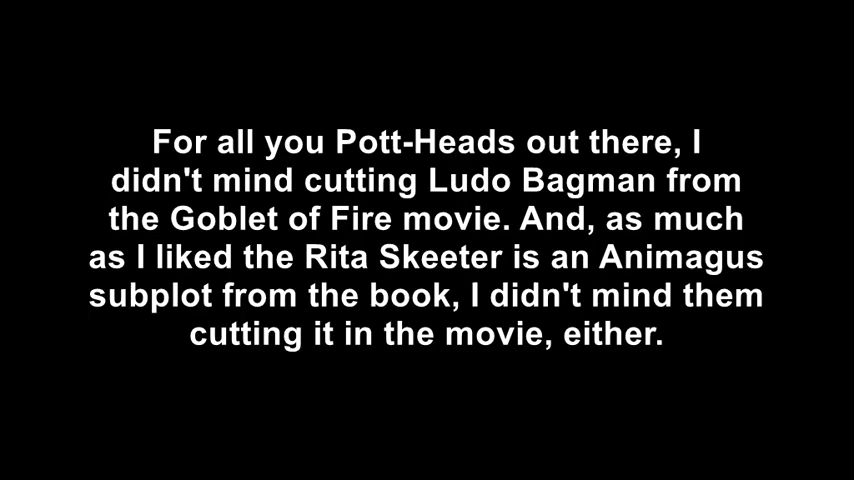 For all you Pott-Heads out there, I
didn't mind cutting Ludo Bagman from
the Goblet of Fire movie. And, as much
as I liked the Rita Skeeter is an Animagus
subplot from the book, I didn't mind them
cutting it in the movie, either.